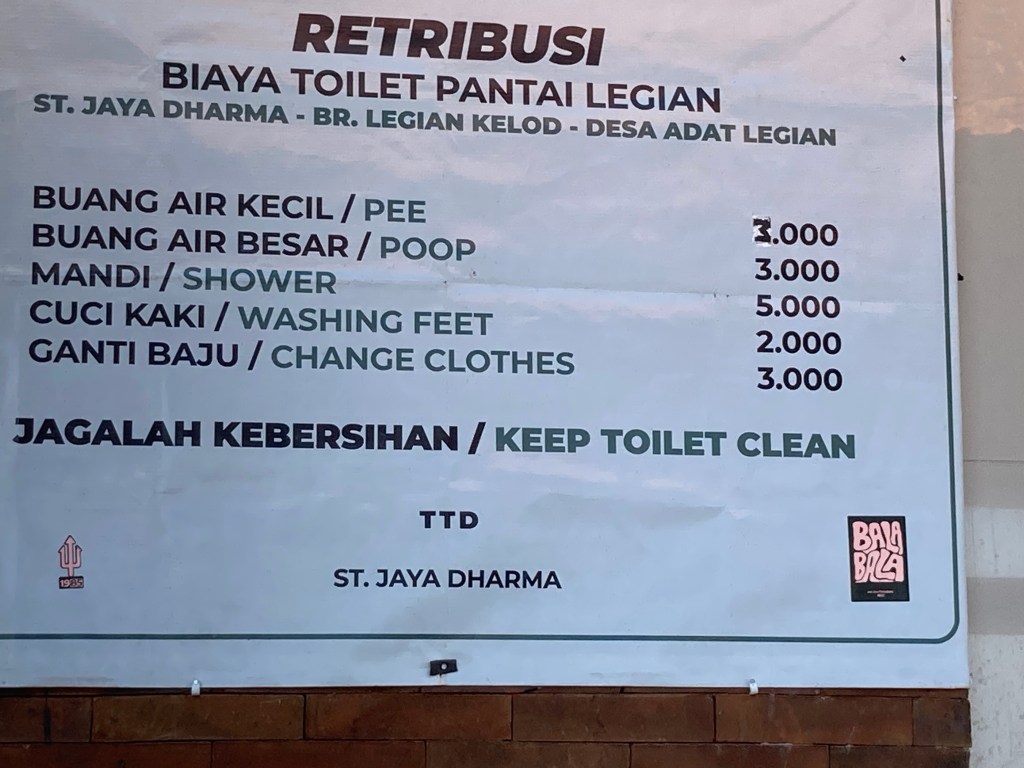 RETRIBUSI
BIAYA TOILET PANTAI LEGIAN
ST. JAYA DHARMA - BR. LEGIAN KELOD - DESA ADAT LEGIAN
BUANG AIR KECIL / PEE 3.000
BUANG AIR BESAR / POOP 3.000
MANDI / SHOWER 5.000
CUCI KAKI / WASHING FEET 2.000
GANTI BAJU / CHANGE CLOTHES 3.000
JAGALAH KEBERSIHAN / KEEP TOILET CLEAN
TTD
ST. JAYA DHARMA
1985
BALA
BALA